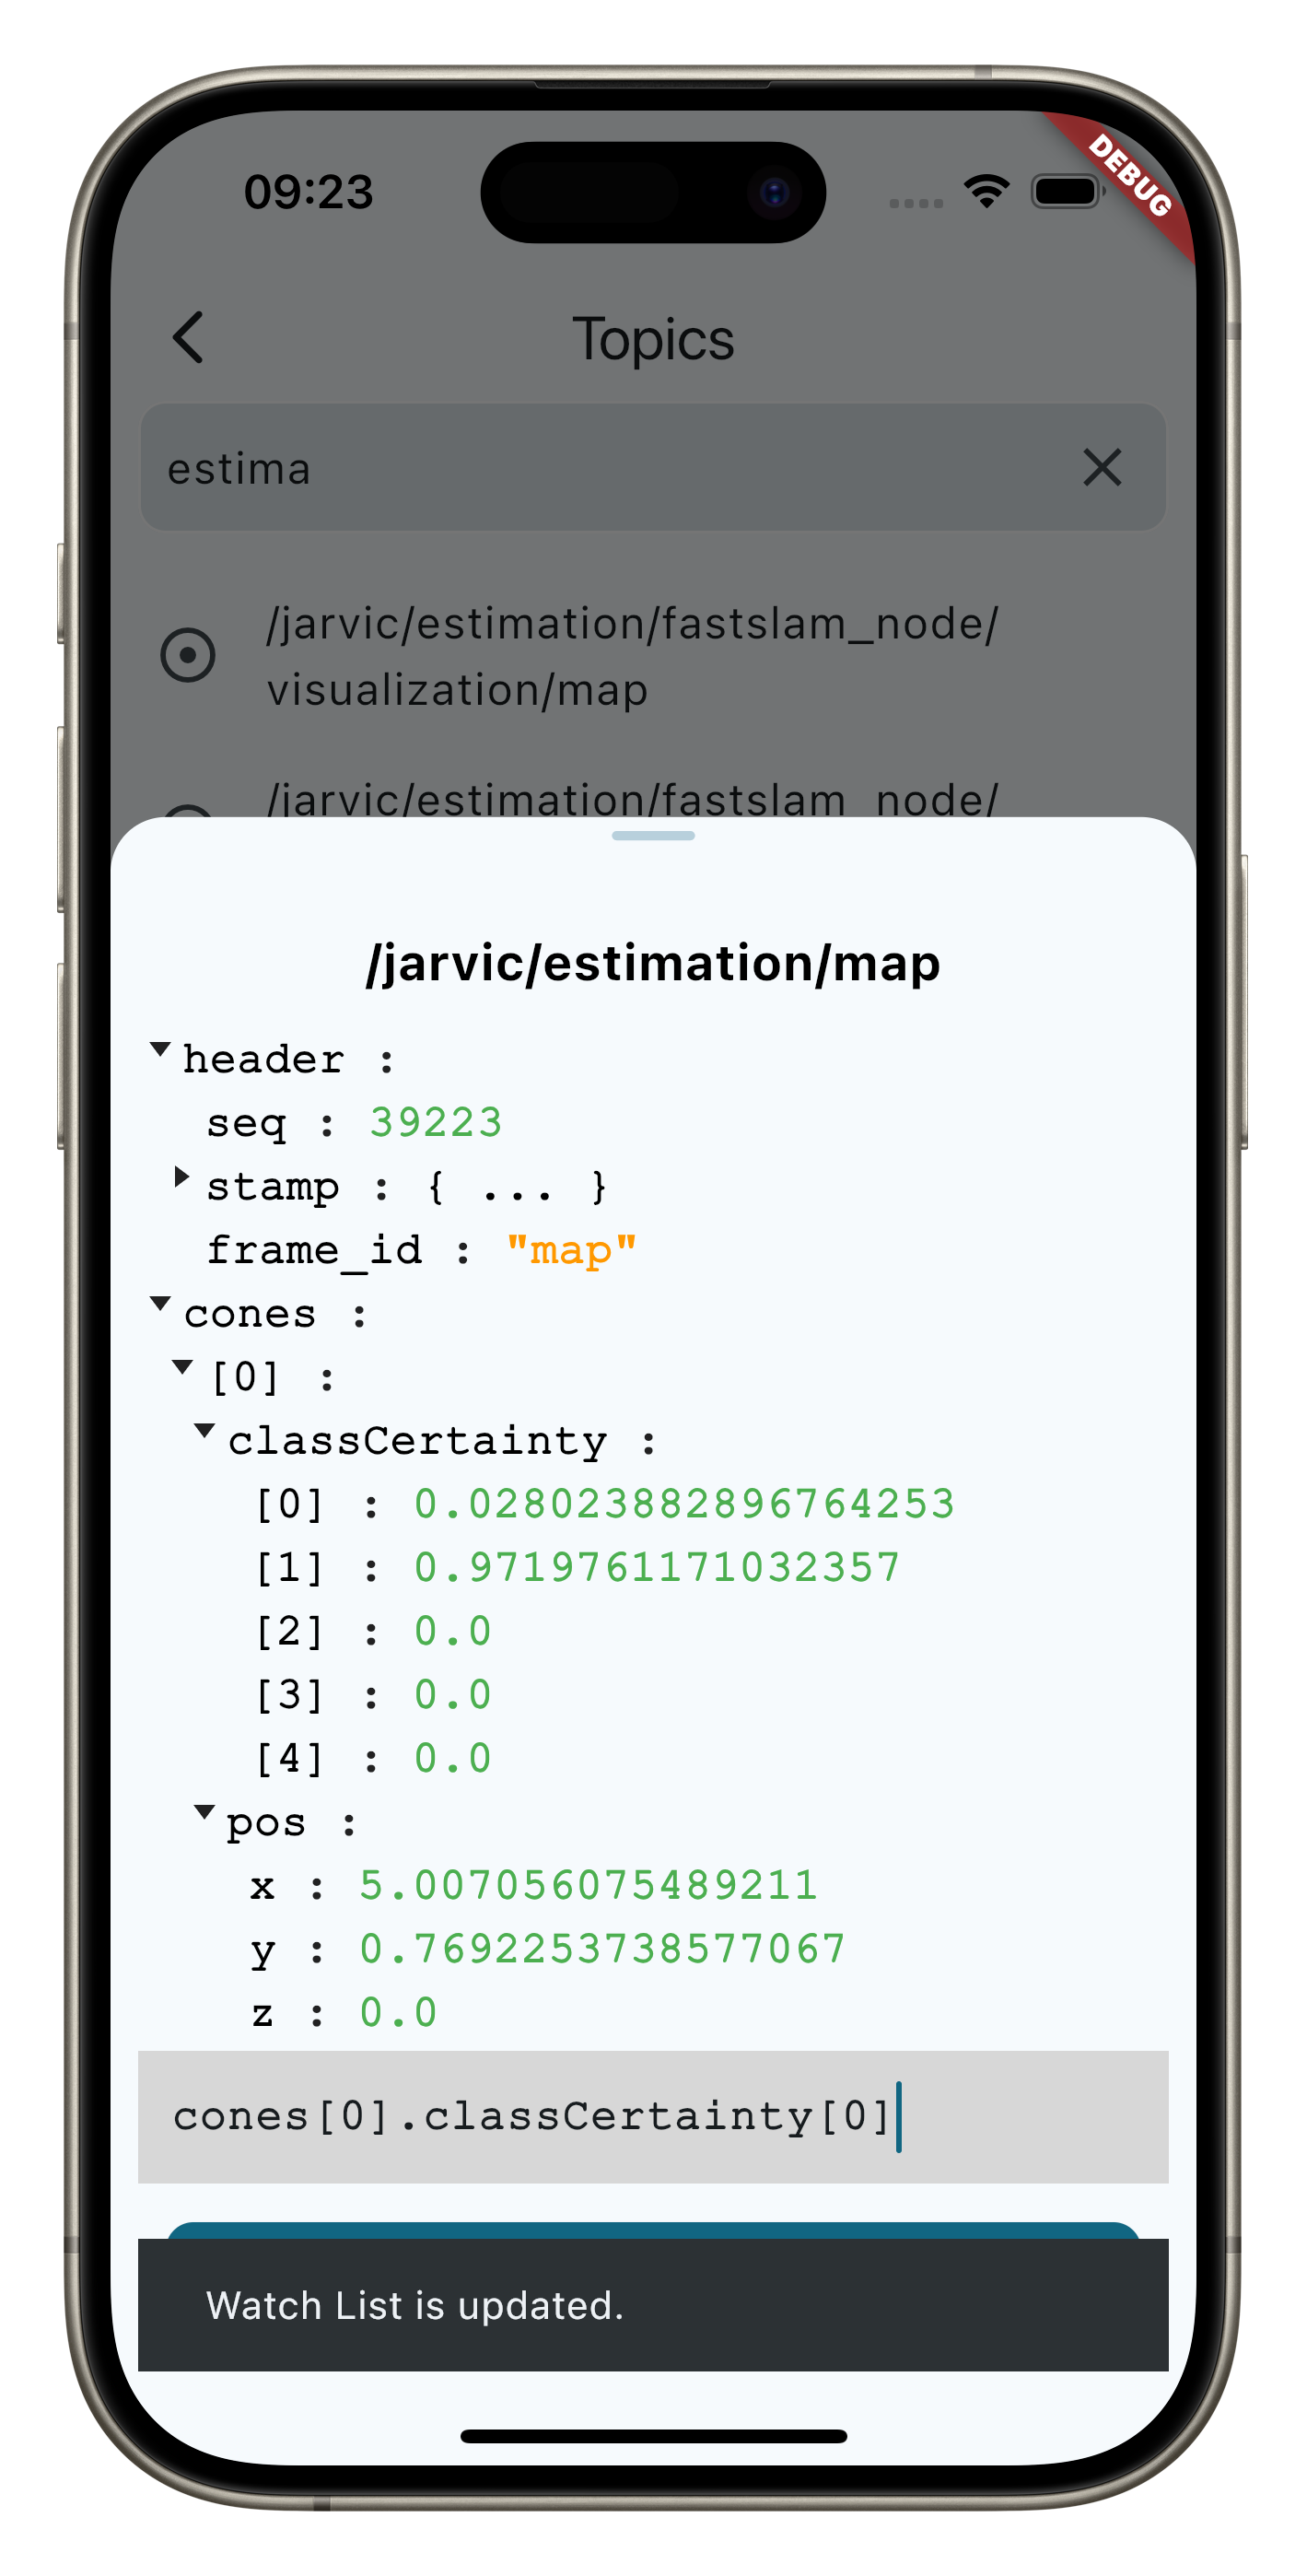 09:23
DEBUG
Topics
estima
/jarvic/estimation/fastslam_node/
visualization/map
/jarvic/estimation/fastslam_node/
/jarvic/estimation/map
header :
seq : 39223
stamp : { ... }
frame_id : "map"
cones :
[0] :
classCertainty :
[0] : 0.028023882896764253
[1] : 0.9719761171032357
[2] : 0.0
[3] : 0.0
[4] : 0.0
pos :
x : 5.007056075489211
y : 0.7692253738577067
z : 0.0
cones[0].classCertainty[0]
Watch List is updated.